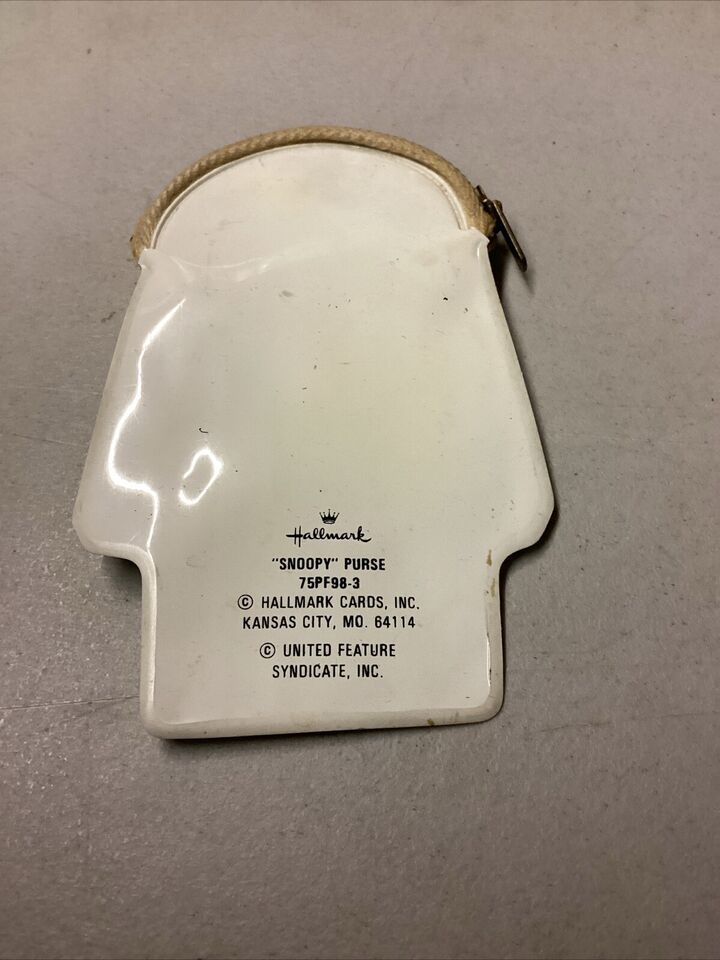 Hallmark
"SNOOPY" PURSE
75PF98-3
© HALLMARK CARDS, INC.
KANSAS CITY, MO. 64114
© UNITED FEATURE
SYNDICATE, INC.